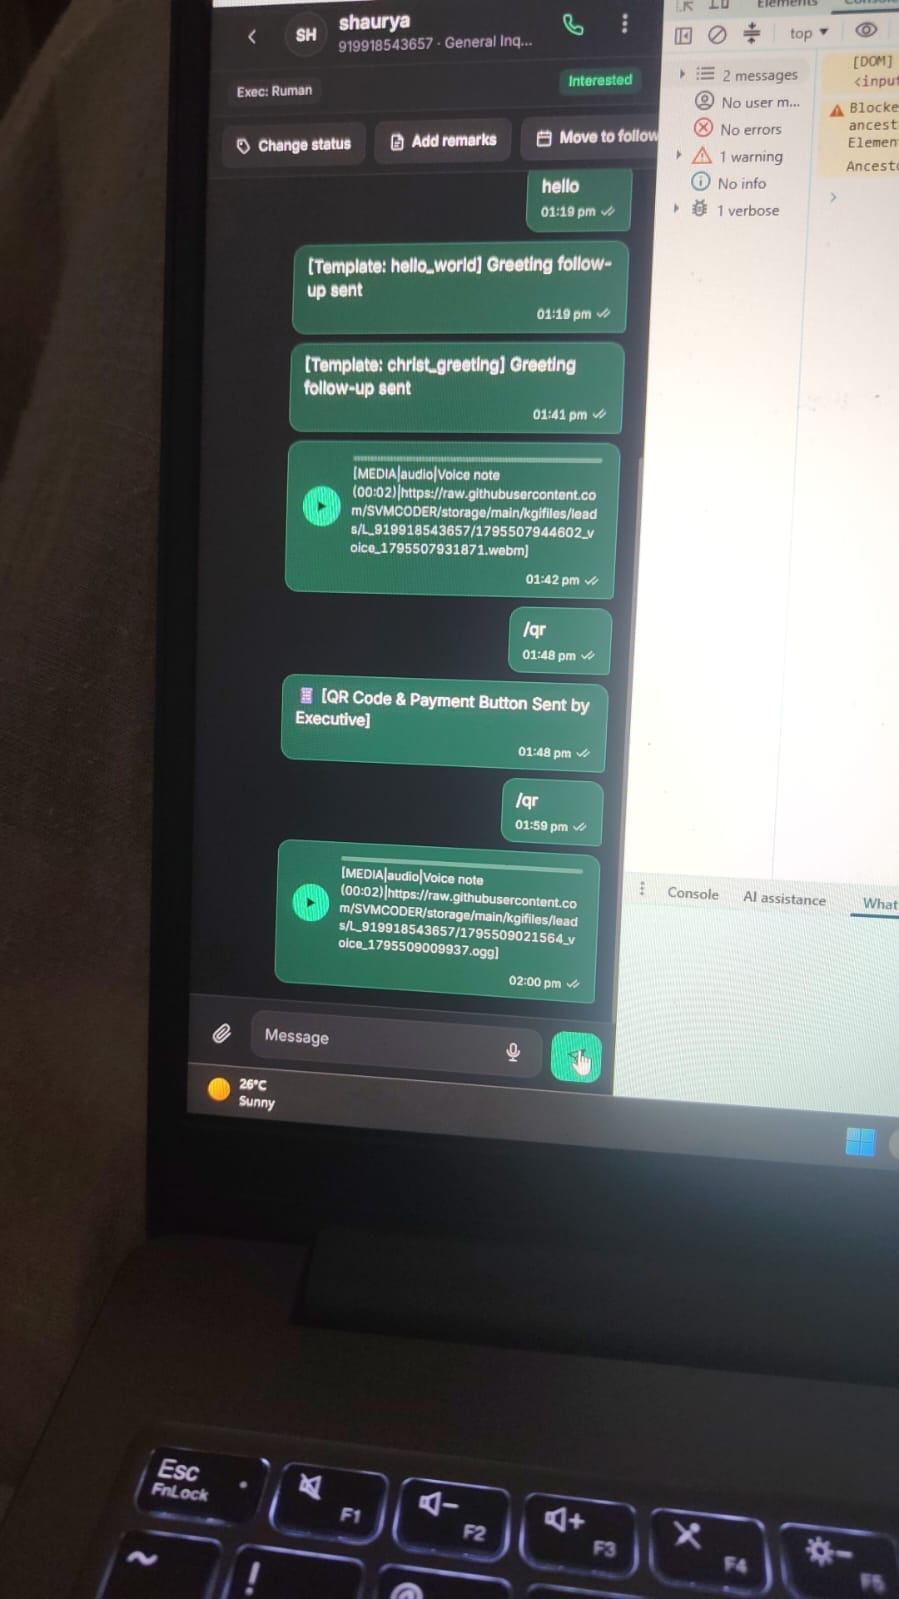 SH
shaurya
919918543657 · General Inq...
Exec: Ruman
Interested
Change status
Add remarks
Move to follow
hello
01:19 pm
[Template: hello_world] Greeting follow-
up sent
01:19 pm
[Template: christ_greeting] Greeting
follow-up sent
01:41 pm
[MEDIA|audio|Voice note
(00:02)|https://raw.githubusercontent.co
m/SVMCODER/storage/main/kgifiles/lead
s/L_919918543657/1795507944602_v
oice_1795507931871.webm]
01:42 pm
/qr
01:48 pm
[QR Code & Payment Button Sent by
Executive]
01:48 pm
/qr
01:59 pm
[MEDIA|audio|Voice note
(00:02)|https://raw.githubusercontent.co
m/SVMCODER/storage/main/kgifiles/lead
s/L_919918543657/1795509021564_v
oice_1795509009937.ogg]
02:00 pm
Message
26°C
Sunny
Elements
top
2 messages
No user m...
No errors
1 warning
No info
1 verbose
[DOM]
<input
Blocke
ancest
Elemen
Ancest
Console
AI assistance
What
Esc
FnLock
F1
F2
F3
F4
F5
~
!
@